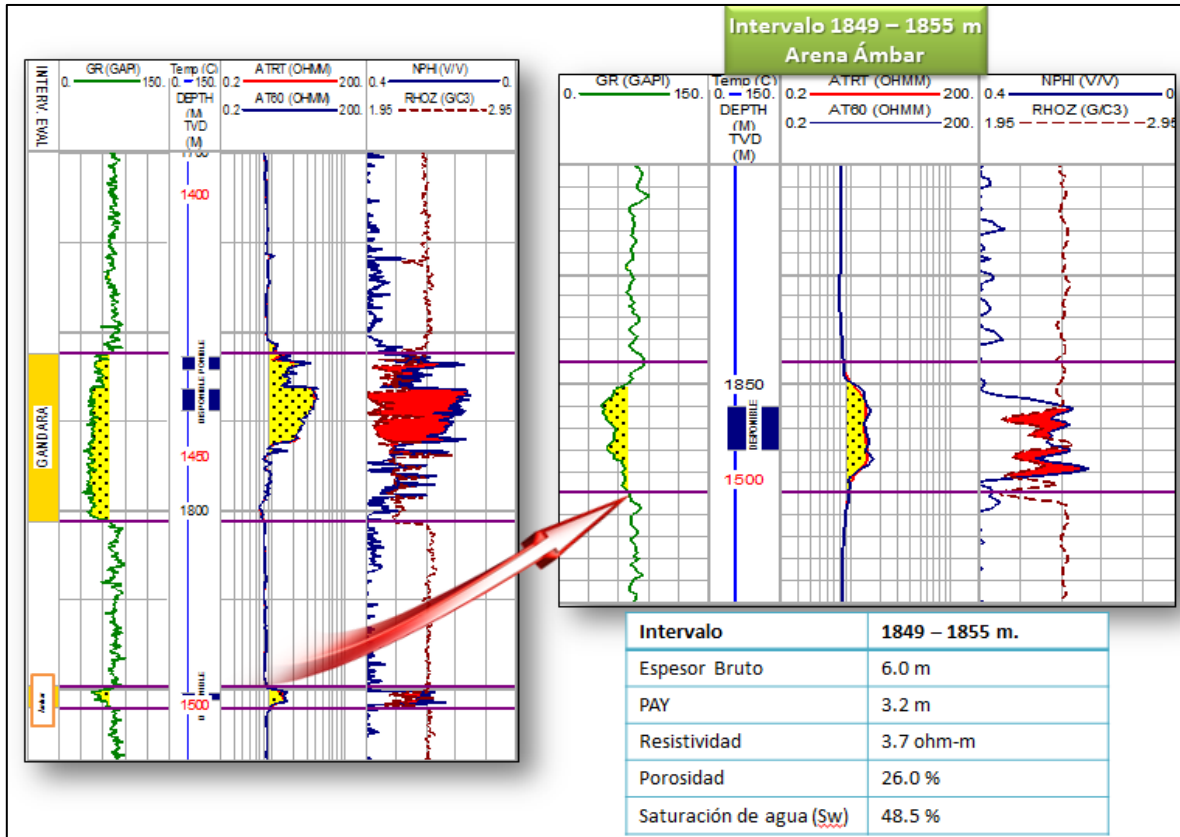 Intervalo 1849 – 1855 m
Arena Ámbar
INTERV. EVAL
GR (GAPI)
0. 150.
Temp (C)
0. 150.
DEPTH
(M)
TVD
(M)
ATRT (OHMM)
0.2 200.
AT60 (OHMM)
0.2 200.
NPHI (V/V)
0.4 0.
RHOZ (G/C3)
1.95 2.95
1400
GANDARA
DISPONIBLE
1450
1800
1500
GR (GAPI)
0. 150.
Temp (C)
0. 150.
DEPTH
(M)
TVD
(M)
ATRT (OHMM)
0.2 200.
AT60 (OHMM)
0.2 200.
NPHI (V/V)
0.4 0
RHOZ (G/C3)
1.95 2.95
1850
DISPONIBLE
1500
Intervalo 1849 – 1855 m.
Espesor Bruto 6.0 m
PAY 3.2 m
Resistividad 3.7 ohm-m
Porosidad 26.0 %
Saturación de agua (Sw) 48.5 %